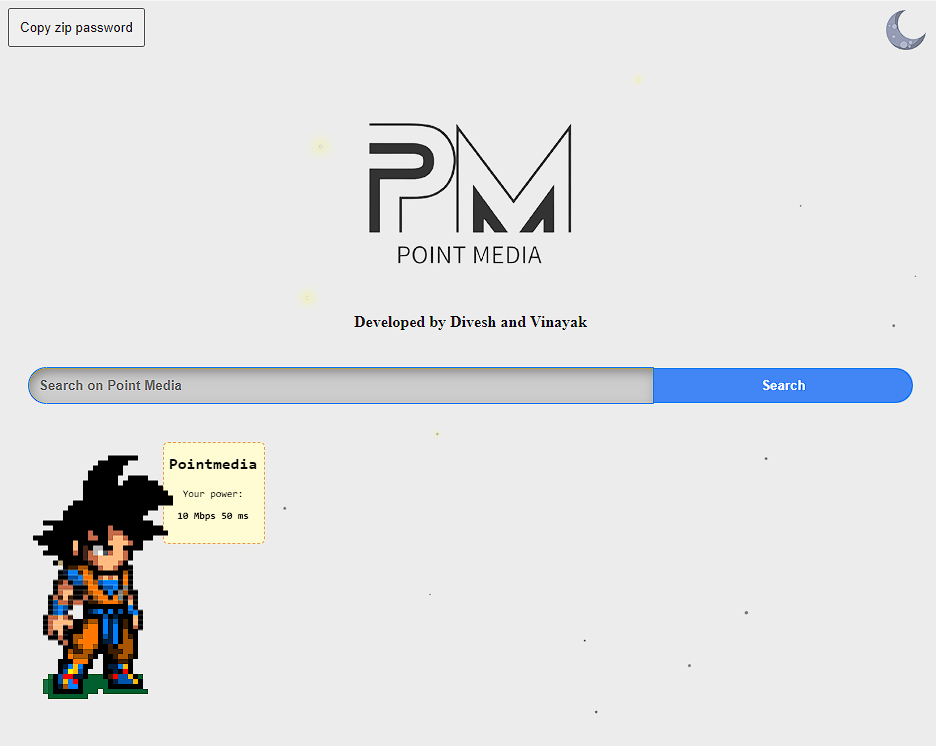 Copy zip password
PM
POINT MEDIA
Developed by Divesh and Vinayak
Search on Point Media
Search
Pointmedia
Your power:
10 Mbps 50 ms